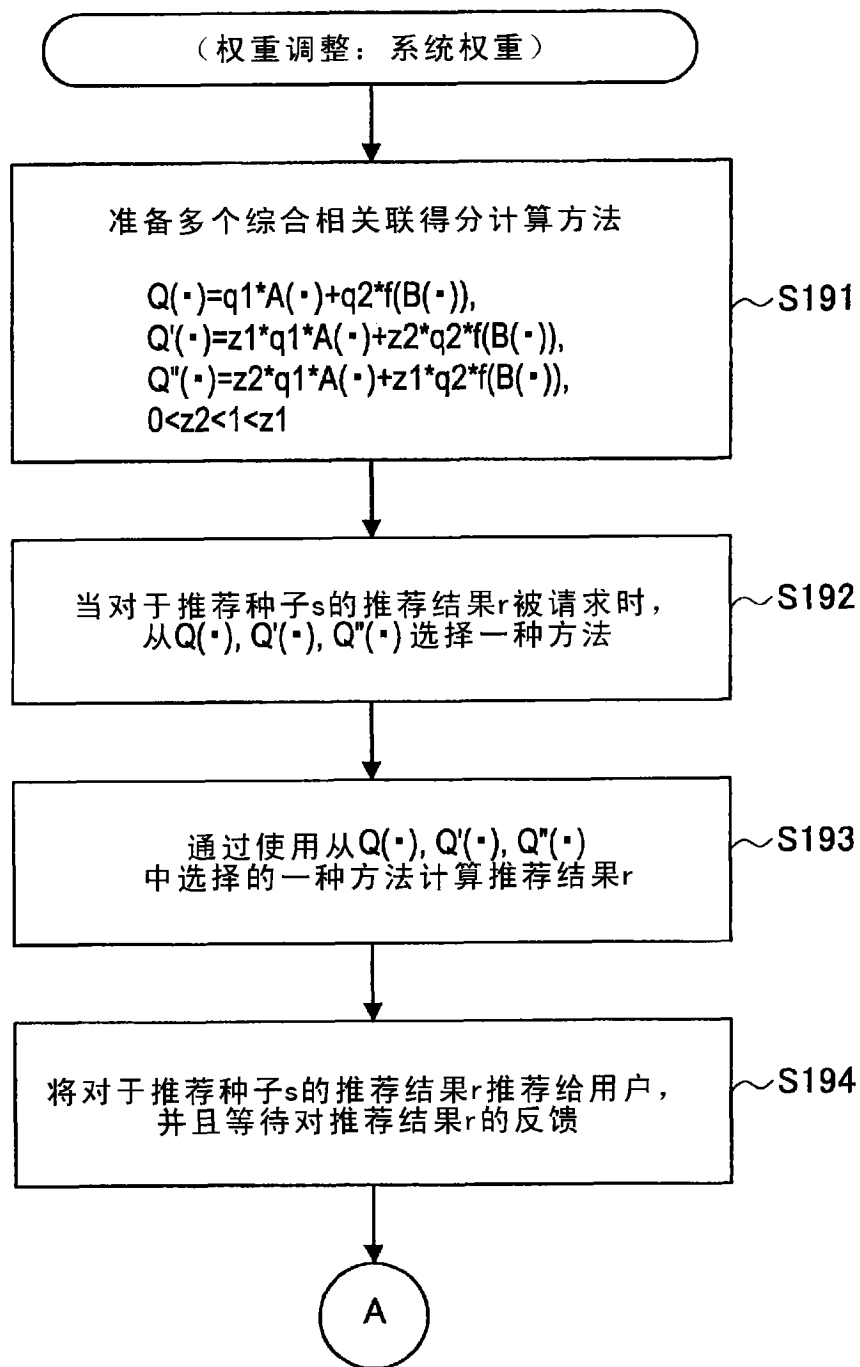 （权重调整：系统权重）
准备多个综合相关联得分计算方法
Q(▪)=q1*A(▪)+q2*f(B(▪)),
Q'(▪)=z1*q1*A(▪)+z2*q2*f(B(▪)),
Q"(▪)=z2*q1*A(▪)+z1*q2*f(B(▪)),
0<z2<1<z1
S191
当对于推荐种子s的推荐结果r被请求时，
从Q(▪), Q'(▪), Q"(▪) 选择一种方法
S192
通过使用从Q(▪), Q'(▪), Q"(▪)
中选择的一种方法计算推荐结果r
S193
将对于推荐种子s的推荐结果r推荐给用户，
并且等待对推荐结果r的反馈
S194
A